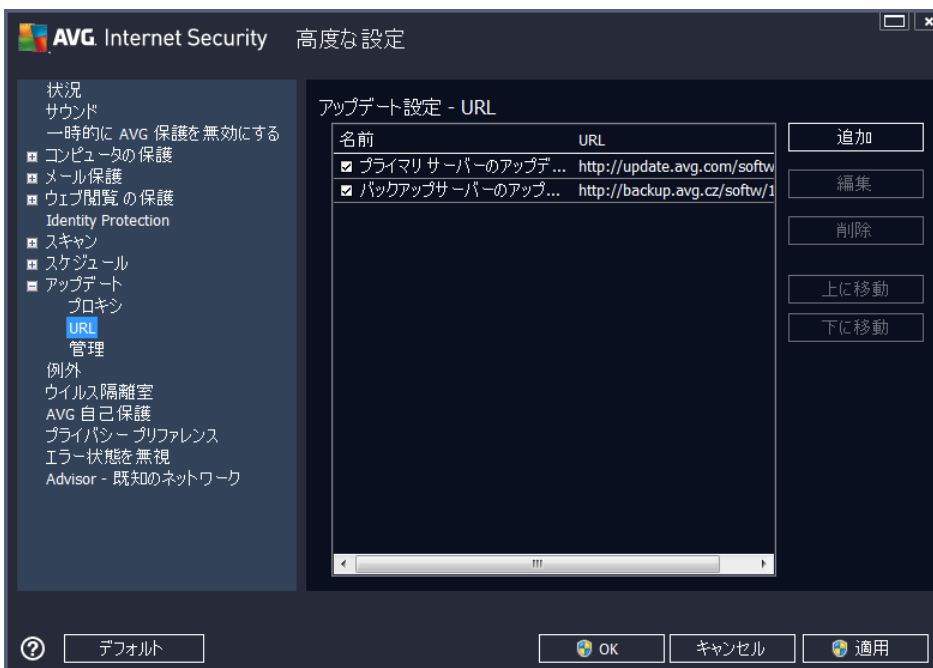 AVG. Internet Security 高度な設定
状況
サウンド
一時的に AVG 保護を無効にする
コンピュータの保護
メール保護
ウェブ閲覧 の保護
Identity Protection
スキャン
スケジュール
アップデート
プロキシ
URL
管理
例外
ウイルス隔離室
AVG 自己保護
プライバシー プリファレンス
エラー状態を無視
Advisor - 既知のネットワーク
アップデート設定 - URL
名前 URL
プライマリ サーバーのアップデ... http://update.avg.com/softw
バックアップサーバーのアップ... http://backup.avg.cz/softw/1
追加
編集
削除
上に移動
下に移動
デフォルト
OK
キャンセル
適用